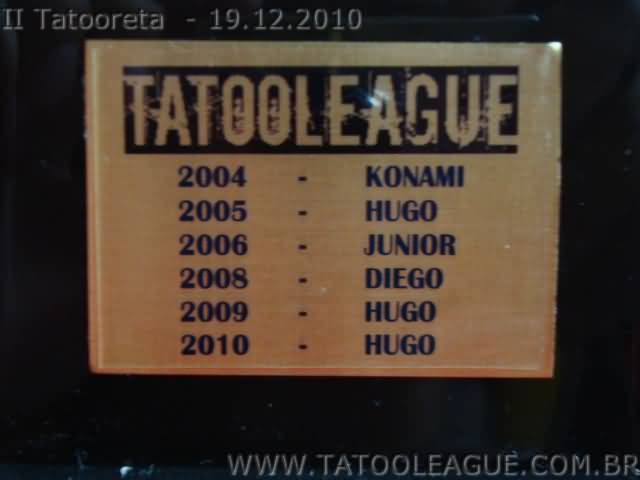 II Tatooreta - 19.12.2010
TATOOLEAGUE
2004 - KONAMI
2005 - HUGO
2006 - JUNIOR
2008 - DIEGO
2009 - HUGO
2010 - HUGO
WWW.TATOOLEAGUE.COM.BR